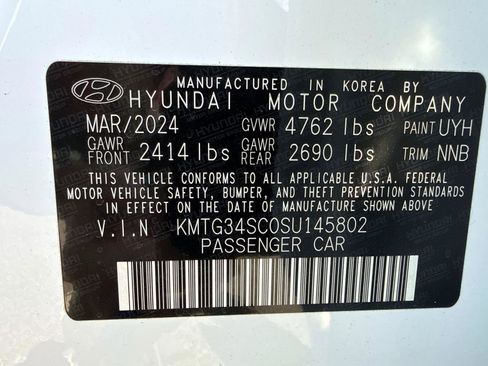 MANUFACTURED IN KOREA BY
HYUNDAI MOTOR COMPANY
MAR/2024 GVWR 4762 lbs PAINT UYH
GAWR FRONT 2414 lbs GAWR REAR 2690 lbs TRIM NNB
THIS VEHICLE CONFORMS TO ALL APPLICABLE U.S.A. FEDERAL
MOTOR VEHICLE SAFETY, BUMPER, AND THEFT PREVENTION STANDARDS
IN EFFECT ON THE DATE OF MANUFACTURE SHOWN ABOVE
V.I.N KMTG34SC0SU145802
PASSENGER CAR